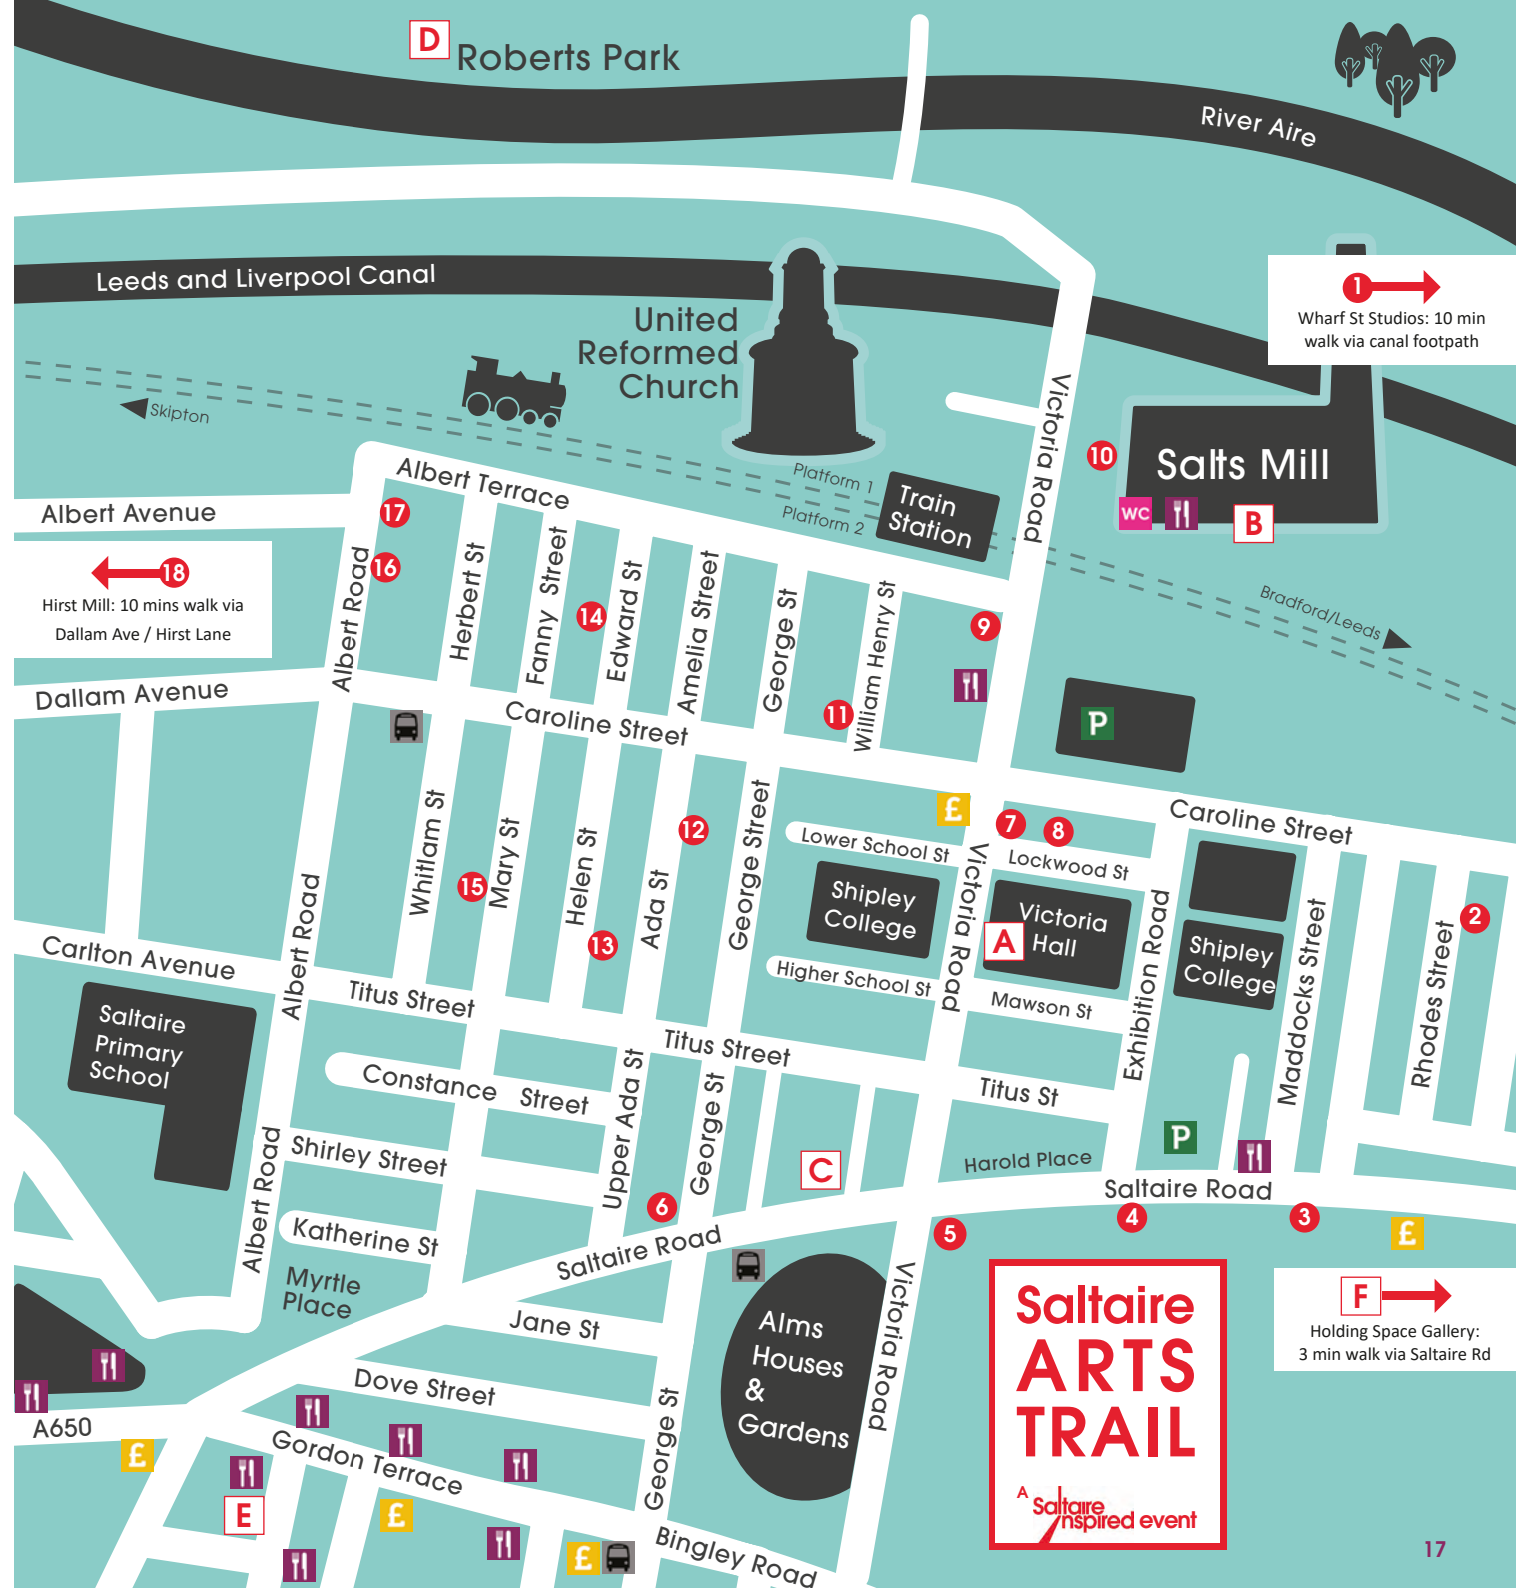 D
Roberts Park
River Aire
Leeds and Liverpool Canal
United
Reformed
Church
1
Wharf St Studios: 10 min
walk via canal footpath
Skipton
Victoria Road
Platform 1
Platform 2
Train
Station
10
Salts Mill
WC
B
Albert Terrace
Albert Avenue
17
18
Hirst Mill: 10 mins walk via
Dallam Ave / Hirst Lane
16
Albert Road
Herbert St
Fanny Street
14
Edward St
Amelia Street
George St
William Henry St
9
Bradford/Leeds
Dallam Avenue
Caroline Street
11
P
£
7
8
Caroline Street
Whitlam St
15
Mary St
Helen St
13
Ada St
12
George Street
Lower School St
Lockwood St
Shipley
College
Victoria Road
A
Victoria
Hall
Exhibition Road
Shipley
College
Maddocks Street
Rhodes Street
2
Carlton Avenue
Albert Road
Titus Street
Higher School St
Mawson St
Saltaire
Primary
School
Titus Street
Titus St
Constance Street
Upper Ada St
George St
Shirley Street
Albert Road
C
Harold Place
P
Saltaire Road
Katherine St
6
5
4
3
£
Saltaire Road
Myrtle
Place
Jane St
Alms
Houses
&
Gardens
Victoria Road
F
Holding Space Gallery:
3 min walk via Saltaire Rd
Saltaire
ARTS
TRAIL
A Saltaire
Inspired event
Dove Street
A650
£
Gordon Terrace
E
£
George St
£
Bingley Road
17